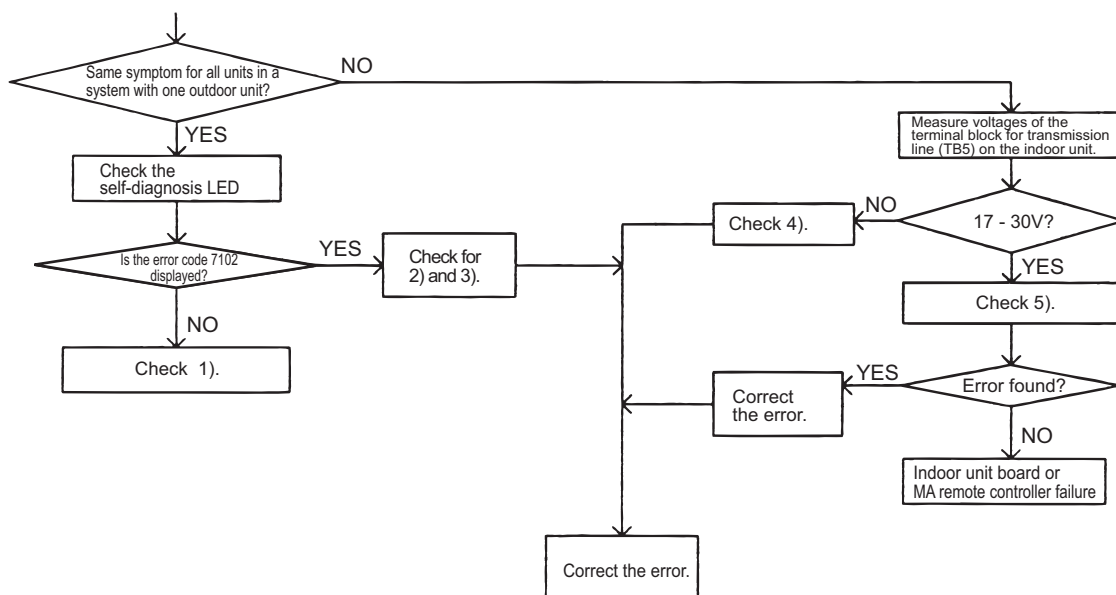 Same symptom for all units in a
system with one outdoor unit?
NO
YES
Measure voltages of the
terminal block for transmission
line (TB5) on the indoor unit.
Check the
self-diagnosis LED
17 - 30V?
NO
Check 4).
YES
Is the error code 7102
displayed?
YES
Check for
2) and 3).
NO
Check 5).
Check  1).
Error found?
YES
Correct
the error.
NO
Indoor unit board or
MA remote controller failure
Correct the error.